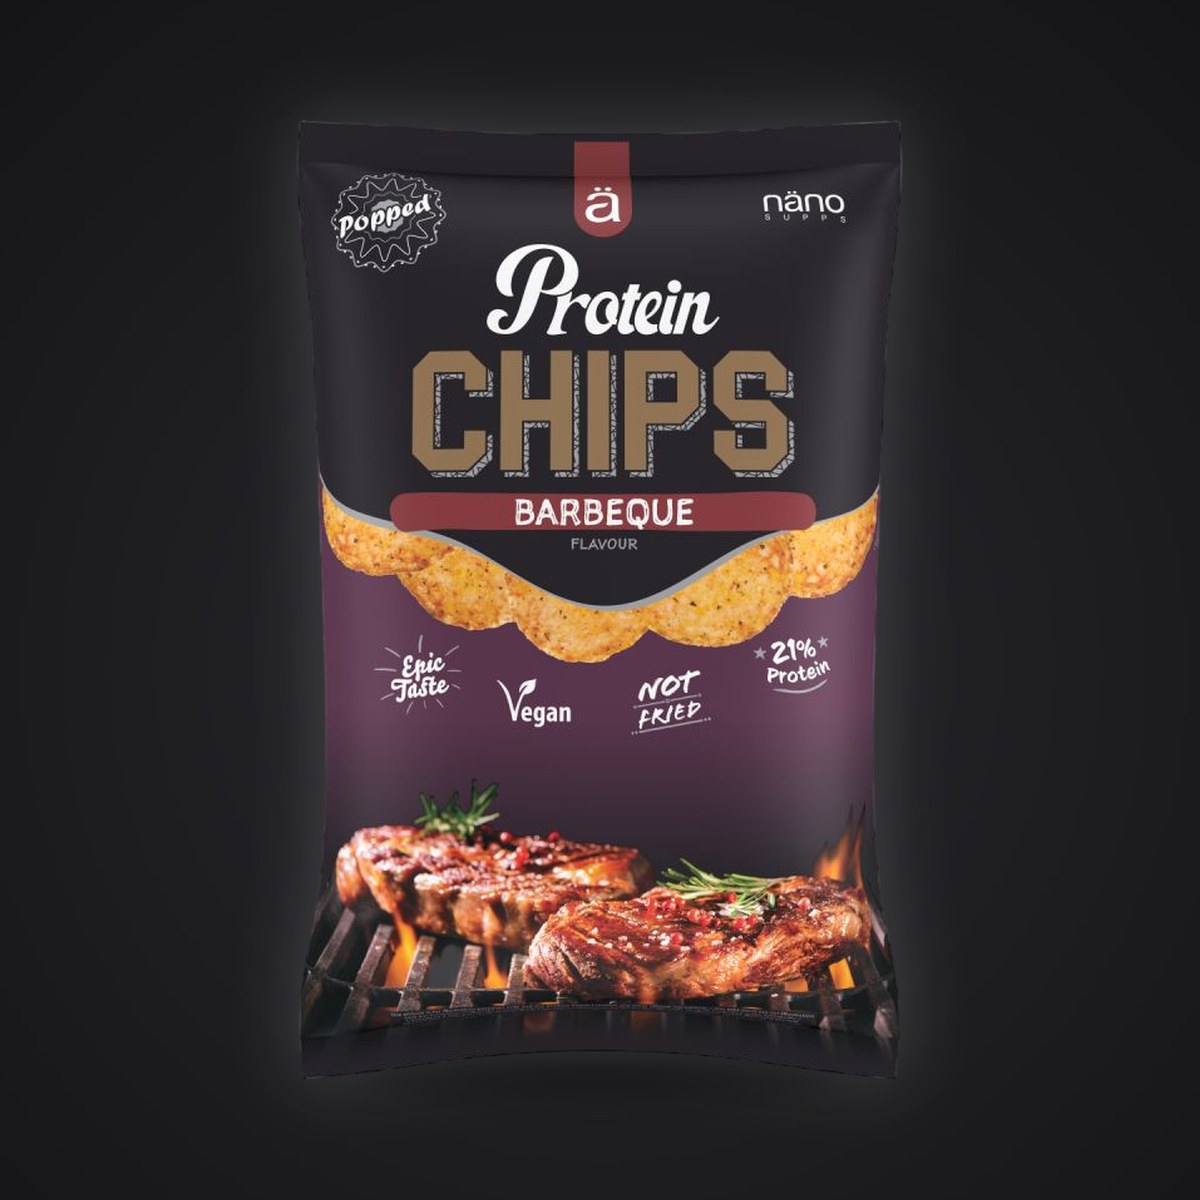 Popped
ä
näno
SUPPS
Protein
CHIPS
BARBEQUE
FLAVOUR
Epic
Taste
Vegan
NOT
FRIED
21%
Protein